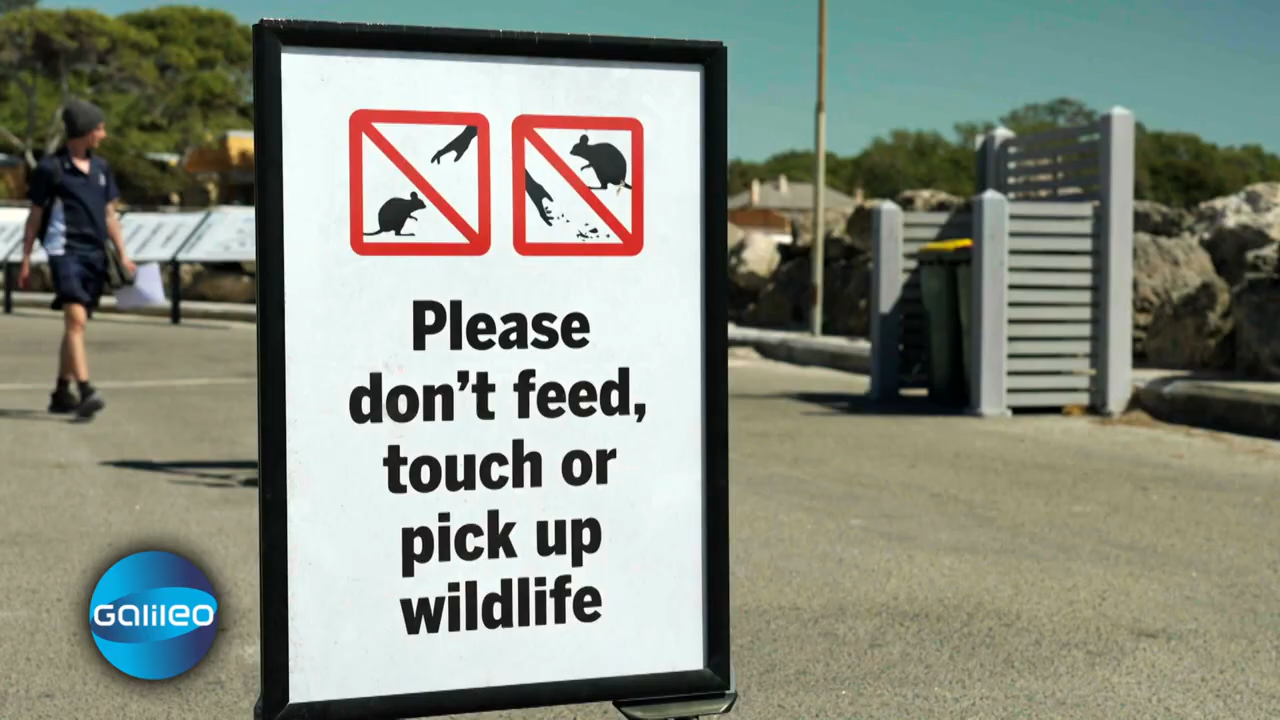 Please
don't feed,
touch or
pick up
wildlife
Galileo